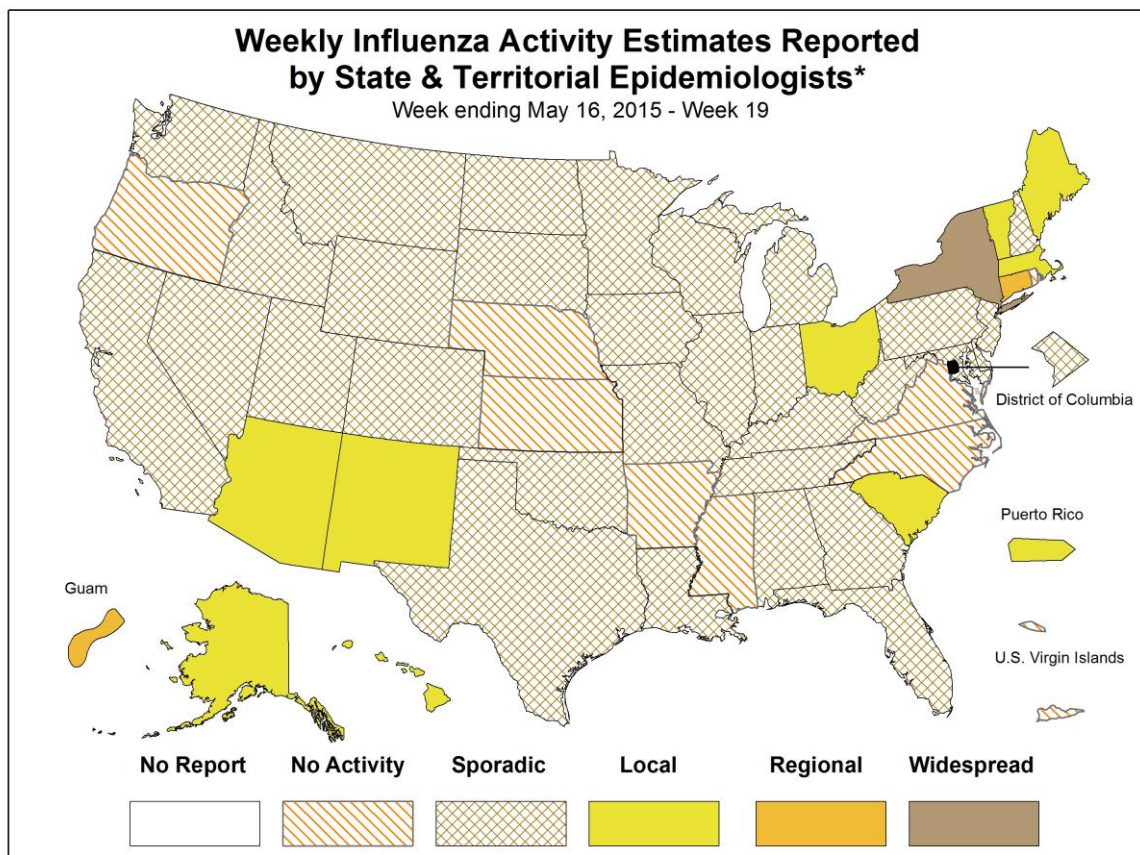 Weekly Influenza Activity Estimates Reported
by State & Territorial Epidemiologists*
Week ending May 16, 2015 - Week 19
District of Columbia
Puerto Rico
Guam
U.S. Virgin Islands
No Report No Activity Sporadic Local Regional Widespread